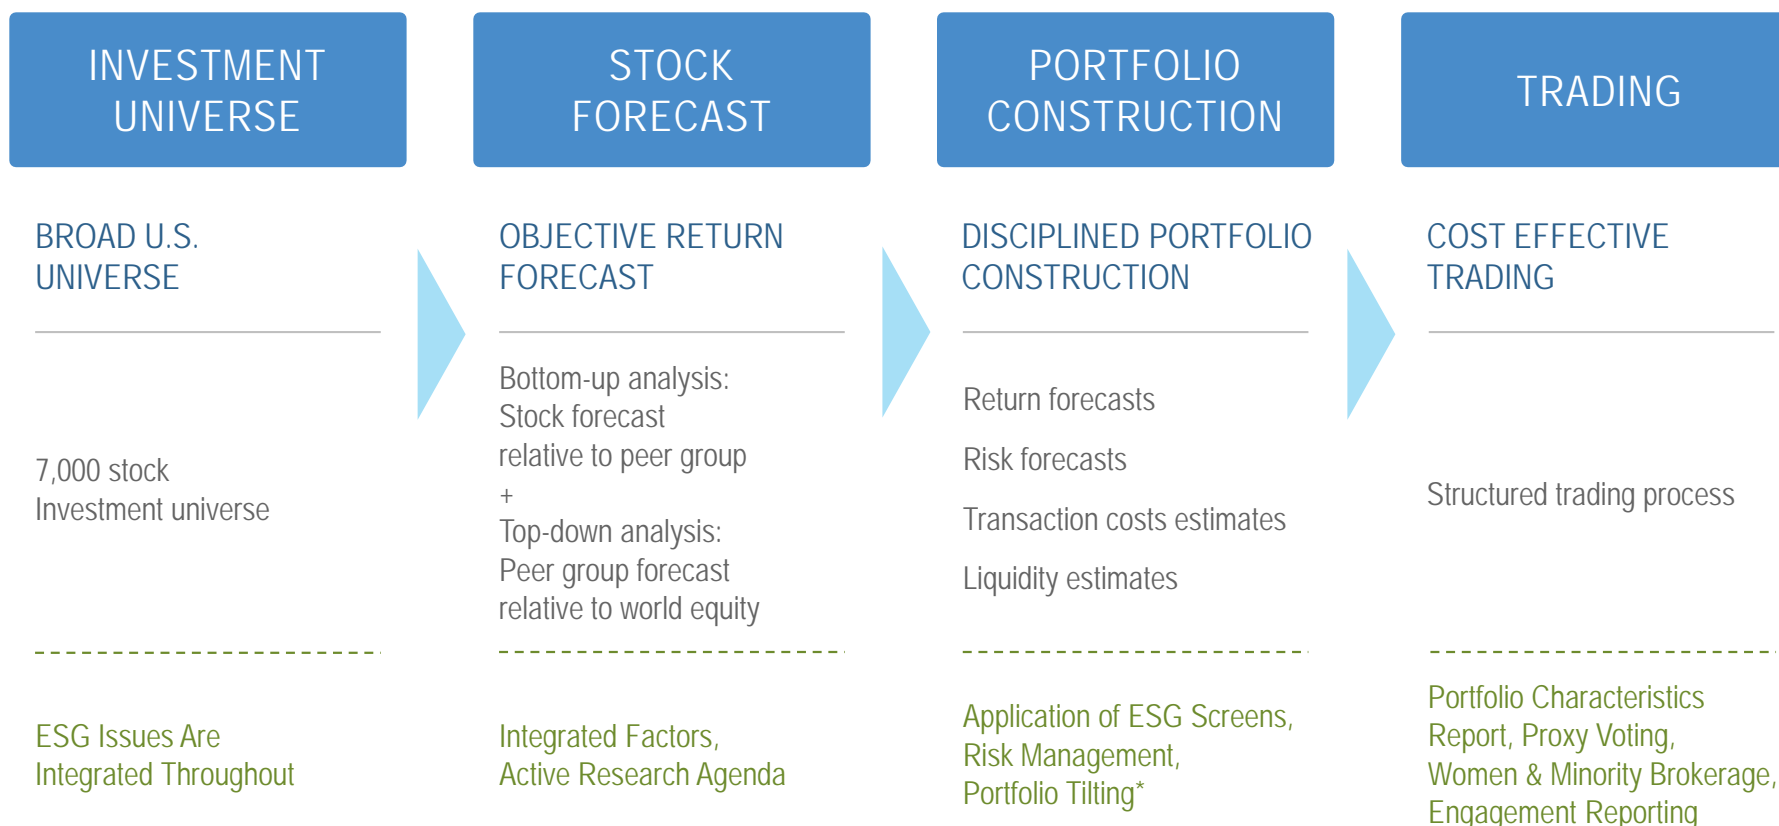 INVESTMENT
UNIVERSE
STOCK
FORECAST
PORTFOLIO
CONSTRUCTION
TRADING
BROAD U.S.
UNIVERSE
OBJECTIVE RETURN
FORECAST
DISCIPLINED PORTFOLIO
CONSTRUCTION
COST EFFECTIVE
TRADING
7,000 stock
Investment universe
Bottom-up analysis:
Stock forecast
relative to peer group
+
Top-down analysis:
Peer group forecast
relative to world equity
Return forecasts
Risk forecasts
Transaction costs estimates
Liquidity estimates
Structured trading process
ESG Issues Are
Integrated Throughout
Integrated Factors,
Active Research Agenda
Application of ESG Screens,
Risk Management,
Portfolio Tilting*
Portfolio Characteristics
Report, Proxy Voting,
Women & Minority Brokerage,
Engagement Reporting